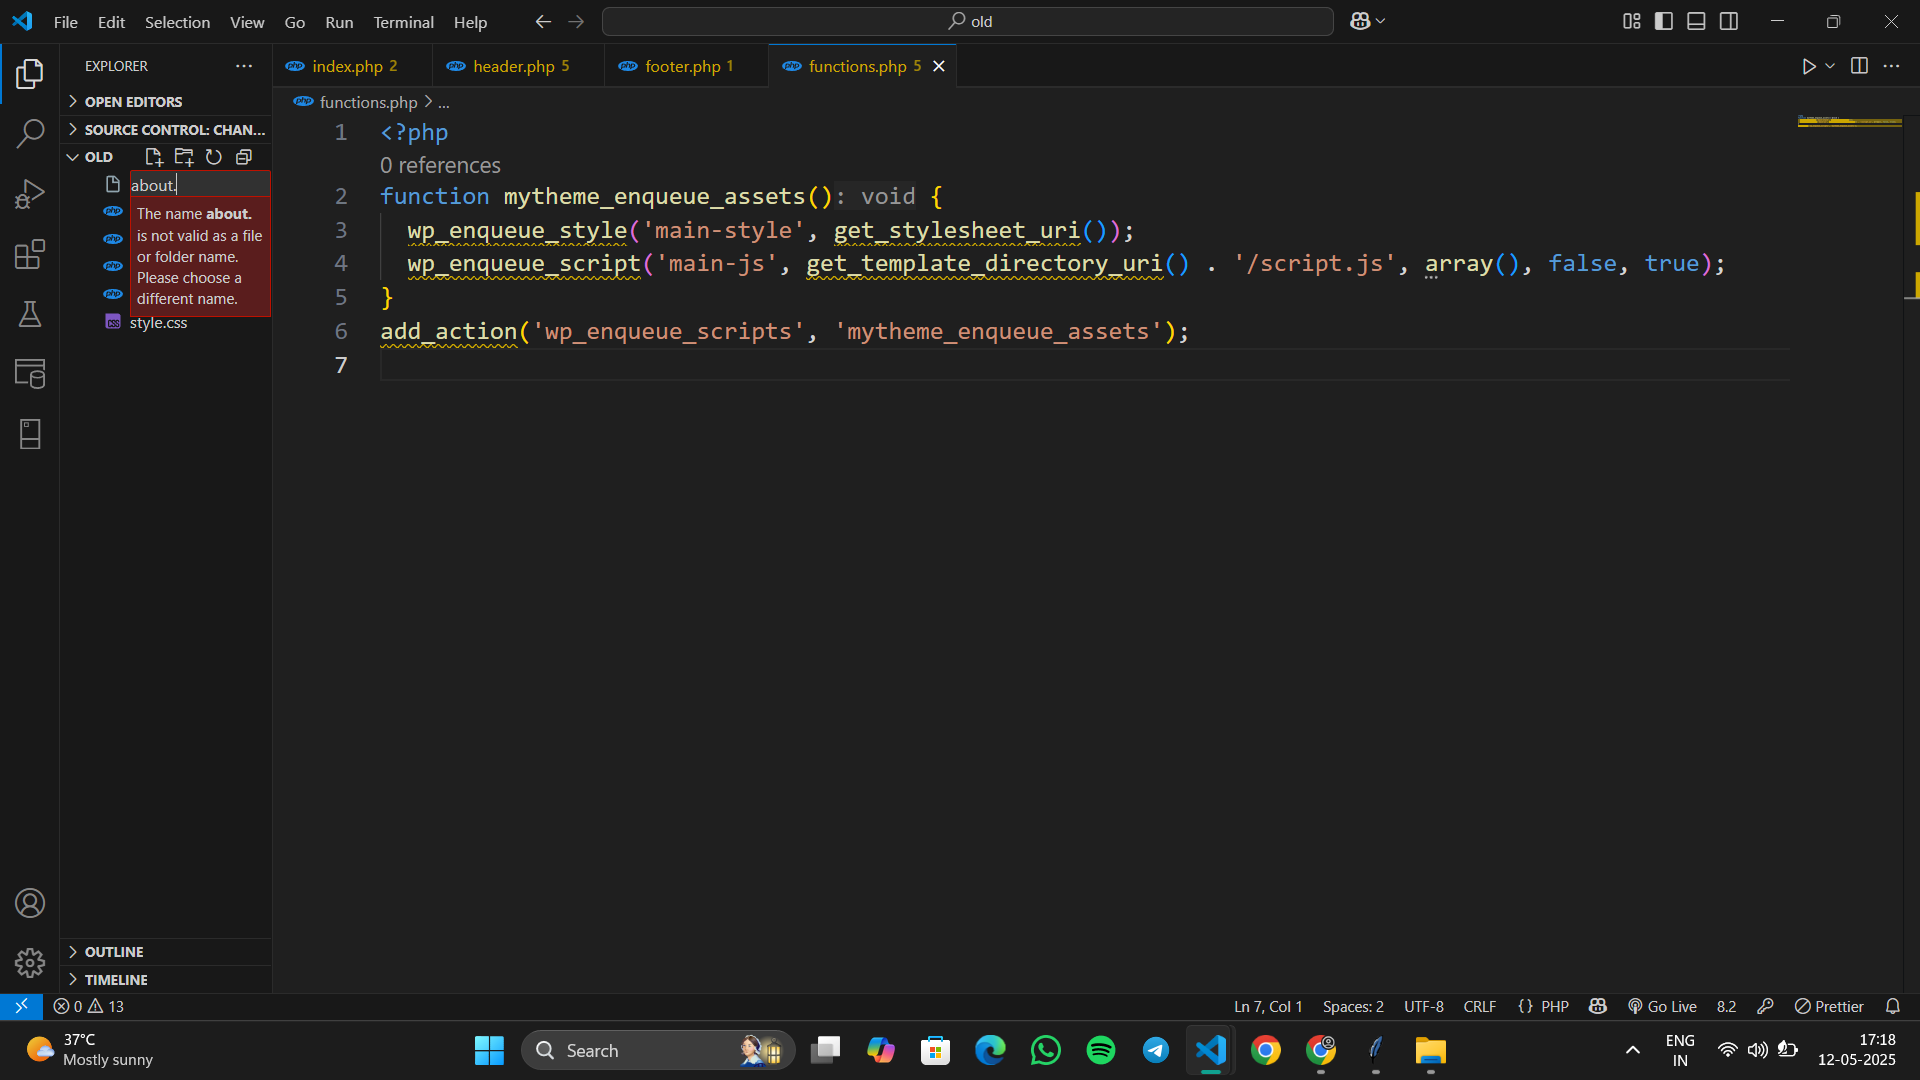 File Edit Selection View Go Run Terminal Help
old
EXPLORER
index.php 2
header.php 5
footer.php 1
functions.php 5
OPEN EDITORS
SOURCE CONTROL: CHAN...
OLD
about.
The name about.
is not valid as a file
or folder name.
Please choose a
different name.
style.css
functions.php > ...
1 <?php
0 references
2 function mytheme_enqueue_assets(): void {
3 wp_enqueue_style('main-style', get_stylesheet_uri());
4 wp_enqueue_script('main-js', get_template_directory_uri() . '/script.js', array(), false, true);
5 }
6 add_action('wp_enqueue_scripts', 'mytheme_enqueue_assets');
7
OUTLINE
TIMELINE
0 13
Ln 7, Col 1 Spaces: 2 UTF-8 CRLF {} PHP Go Live 8.2 Prettier
37°C
Mostly sunny
Search
ENG
IN
17:18
12-05-2025